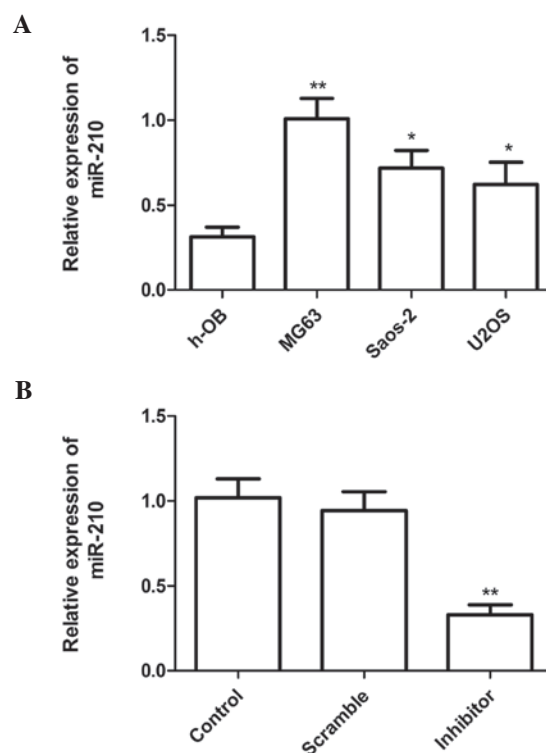 A
Relative expression of
miR-210
1.5
1.0
0.5
0.0
**
*
*
h-OB
MG63
Saos-2
U2OS
B
Relative expression of
miR-210
1.5
1.0
0.5
0.0
**
Control
Scramble
Inhibitor